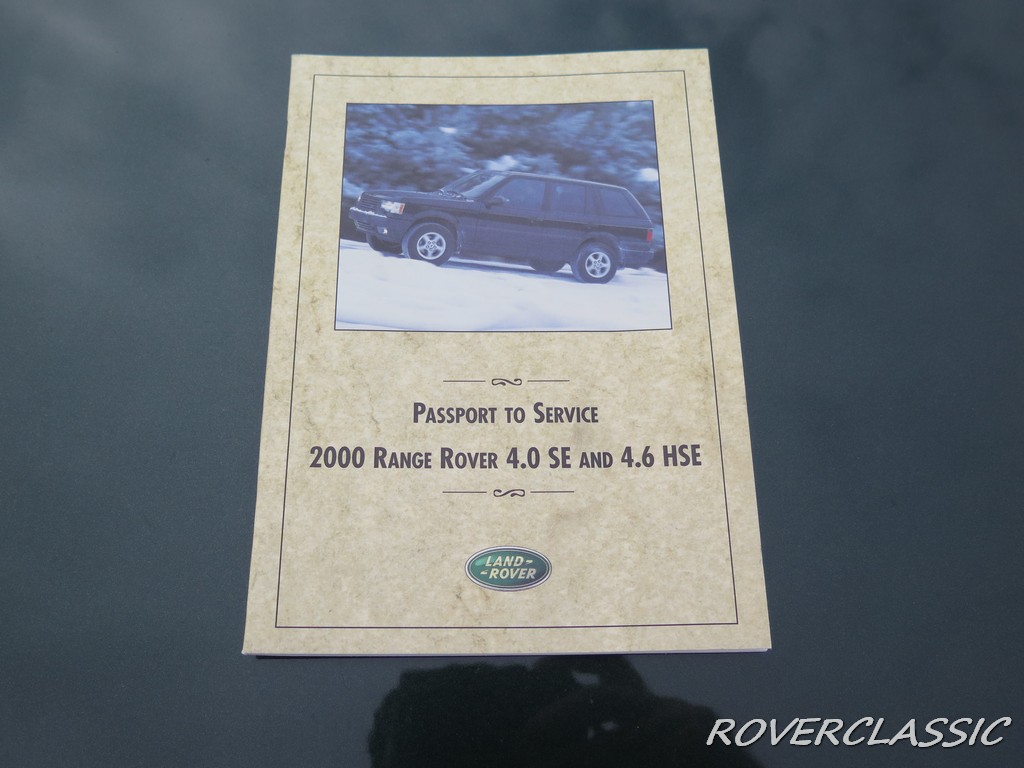 PASSPORT TO SERVICE
2000 RANGE ROVER 4.0 SE AND 4.6 HSE
LAND-
-ROVER
ROVERCLASSIC